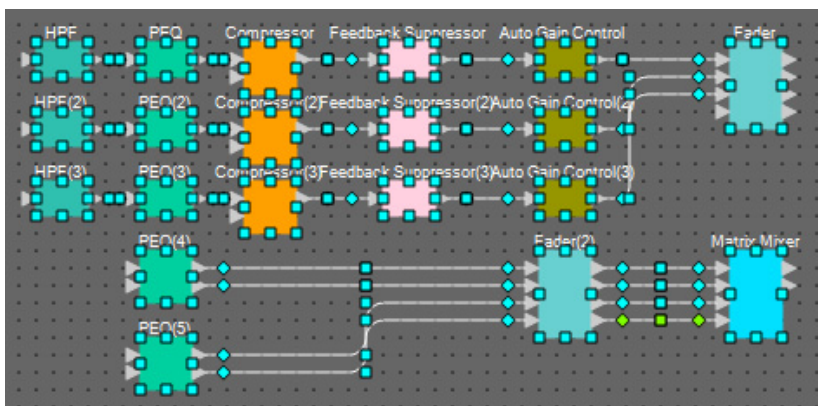 HPF PEQ Compressor Feedback Suppressor Auto Gain Control Fader
HPF(2) PEQ(2) Compressor(2) Feedback Suppressor(2) Auto Gain Control(2)
HPF(3) PEQ(3) Compressor(3) Feedback Suppressor(3) Auto Gain Control(3)
PEQ(4) Fader(2) Matrix Mixer
PEQ(5)